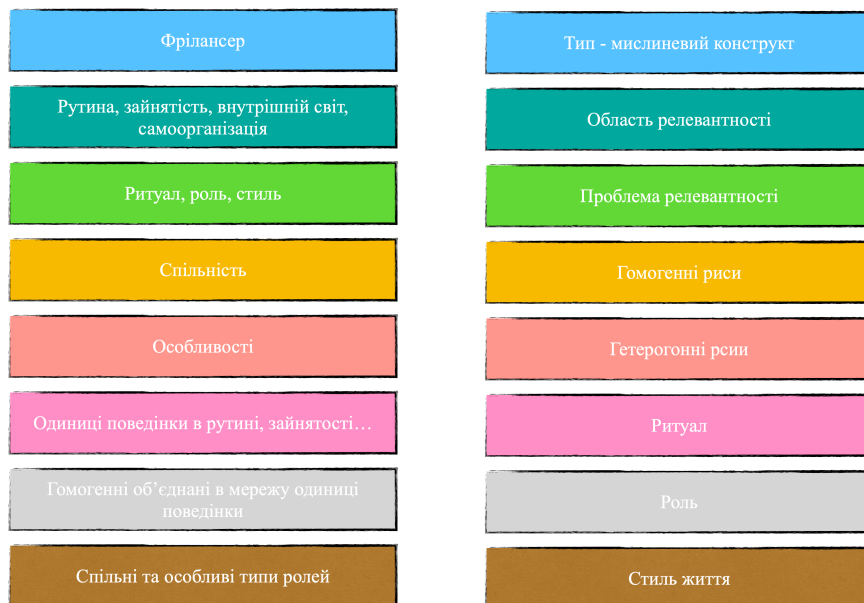 Фрілансер
Тип - мислиневий конструкт
Рутина, зайнятість, внутрішній світ,
самоорганізація
Область релевантності
Ритуал, роль, стиль
Проблема релевантності
Спільність
Гомогенні риси
Особливості
Гетерогонні рсии
Одиниці поведінки в рутині, зайнятості…
Ритуал
Гомогенні об’єднані в мережу одиниці
поведінки
Роль
Спільні та особливі типи ролей
Стиль життя